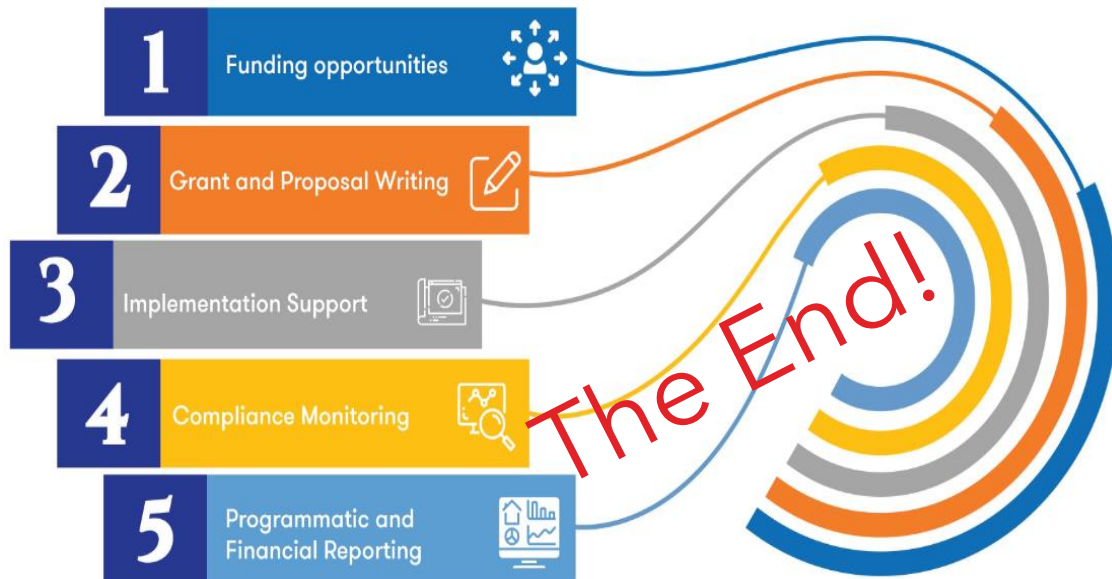 1
Funding opportunities
2
Grant and Proposal Writing
3
Implementation Support
4
Compliance Monitoring
5
Programmatic and
Financial Reporting
The End!